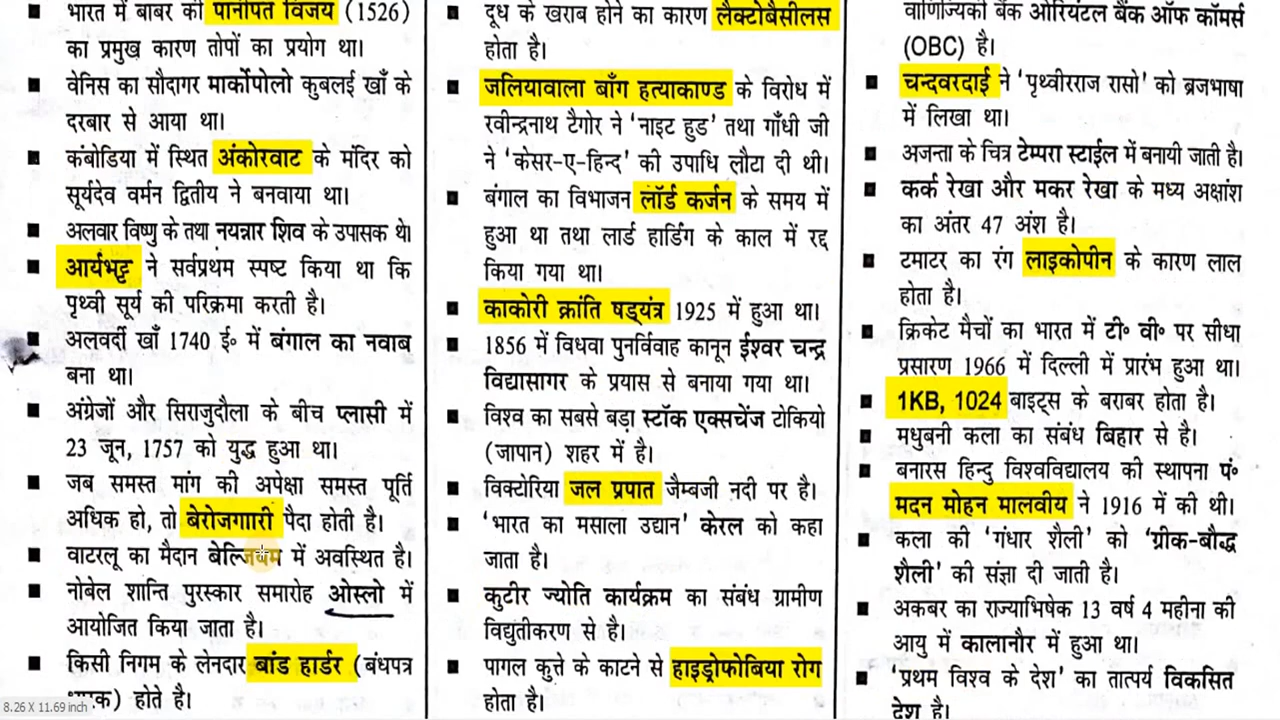 भारत में बाबर की पानीपत विजय (1526)
का प्रमुख कारण तोपों का प्रयोग था।
वेनिस का सौदागर मार्कोपोलो कुबलई खाँ के
दरबार से आया था।
कंबोडिया में स्थित अंकोरवाट के मंदिर को
सूर्यदेव वर्मन द्वितीय ने बनवाया था।
अलवार विष्णु के तथा नयन्नार शिव के उपासक थे।
आर्यभट्ट ने सर्वप्रथम स्पष्ट किया था कि
पृथ्वी सूर्य की परिक्रमा करती है।
अलवर्दी खाँ 1740 ई० में बंगाल का नवाब
बना था।
अंग्रेजों और सिराजुदौला के बीच प्लासी में
23 जून, 1757 को युद्ध हुआ था।
जब समस्त मांग की अपेक्षा समस्त पूर्ति
अधिक हो, तो बेरोजगाारी पैदा होती है।
वाटरलू का मैदान बेल्जियम में अवस्थित है।
नोबेल शान्ति पुरस्कार समारोह ओस्लो में
आयोजित किया जाता है।
किसी निगम के लेनदार बांड हार्डर (बंधपत्र
क) होते है।
8.26 X 11.69 inch
दूध के खराब होने का कारण लैक्टोबैसीलस
होता है।
जलियावाला बाँग हत्याकाण्ड के विरोध में
रवीन्द्रनाथ टैगोर ने 'नाइट हुड' तथा गाँधी जी
ने 'केसर-ए-हिन्द' की उपाधि लौटा दी थी।
बंगाल का विभाजन लॉर्ड कर्जन के समय में
हुआ था तथा लार्ड हार्डिग के काल में रद्द
किया गया था।
काकोरी क्रांति षड्यंत्र 1925 में हुआ था।
1856 में विधवा पुनर्विवाह कानून ईश्वर चन्द्र
विद्यासागर के प्रयास से बनाया गया था।
विश्व का सबसे बड़ा स्टॉक एक्सचेंज टोकियो
(जापान) शहर में है।
विक्टोरिया जल प्रपात जैम्बजी नदी पर है।
'भारत का मसाला उद्यान' केरल को कहा
जाता है।
कुटीर ज्योति कार्यक्रम का संबंध ग्रामीण
विद्युतीकरण से है।
पागल कुत्ते के काटने से हाइड्रोफोबिया रोग
होता है।
वाणिज्यिकी बैंक ओरियंटल बैंक ऑफ कॉमर्स
(OBC) है।
चन्दवरदाई ने 'पृथ्वीरराज रासो' को ब्रजभाषा
में लिखा था।
अजन्ता के चित्र टेम्परा स्टाईल में बनायी जाती है।
कर्क रेखा और मकर रेखा के मध्य अक्षांश
का अंतर 47 अंश है।
टमाटर का रंग लाइकोपीन के कारण लाल
होता है।
क्रिकेट मैचों का भारत में टी० वी० पर सीधा
प्रसारण 1966 में दिल्ली में प्रारंभ हुआ था।
1KB, 1024 बाइट्स के बराबर होता है।
मधुबनी कला का संबंध बिहार से है।
बनारस हिन्दु विश्वविद्यालय की स्थापना पं०
मदन मोहन मालवीय ने 1916 में की थी।
कला की 'गंधार शैली' को 'ग्रीक-बौद्ध
शैली' की संज्ञा दी जाती है।
अकबर का राज्याभिषेक 13 वर्ष 4 महीना की
आयु में कालानौर में हुआ था।
'प्रथम विश्व के देश' का तात्पर्य विकसित
देश है।